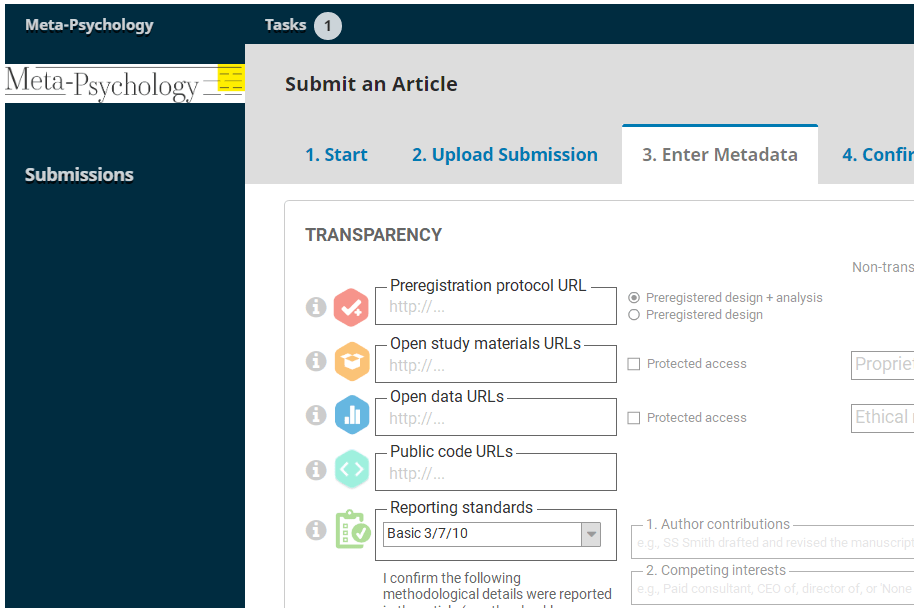 Meta-Psychology
Tasks 1
Meta-Psychology
Submit an Article
1. Start
2. Upload Submission
3. Enter Metadata
4. Confir
Submissions
TRANSPARENCY
Non-trans
Preregistration protocol URL
http://...
Preregistered design + analysis
Preregistered design
Open study materials URLs
http://...
Protected access
Propriet
Open data URLs
http://...
Protected access
Ethical
Public code URLs
http://...
Reporting standards
Basic 3/7/10
1. Author contributions
e.g., SS Smith drafted and revised the manuscript
2. Competing interests
e.g., Paid consultant, CEO of, director of, or 'None
I confirm the following
methodological details were reported